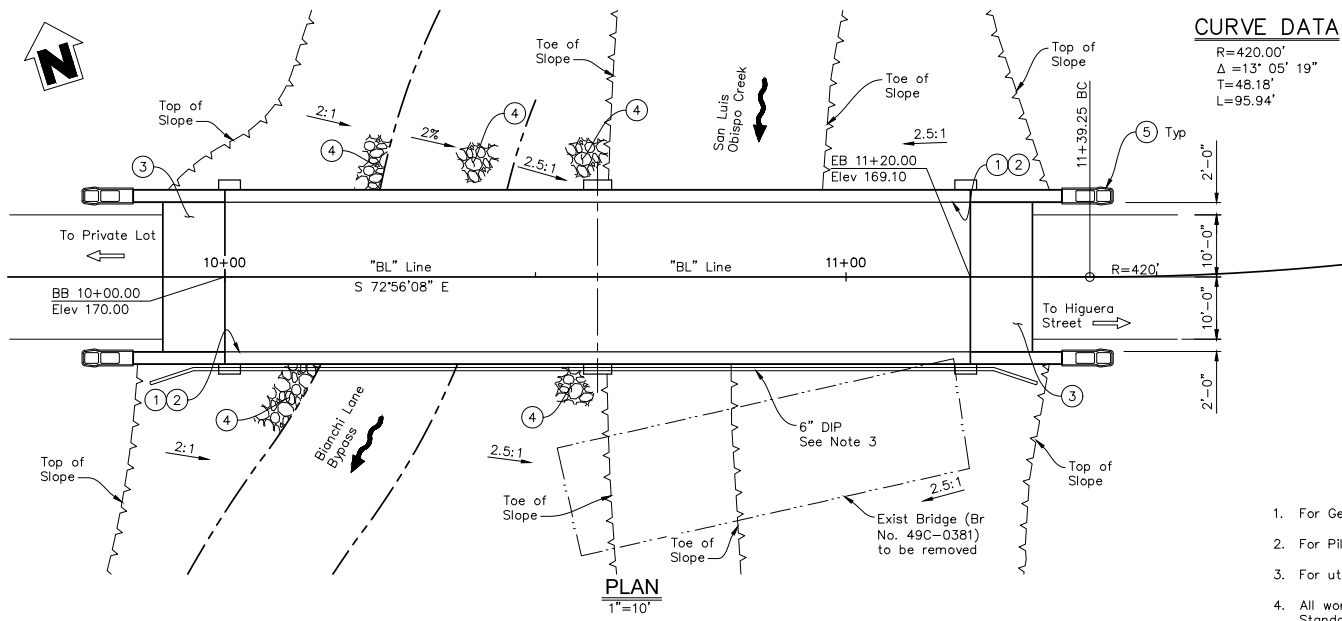 N
CURVE DATA
R=420.00'
Δ =13° 05' 19"
T=48.18'
L=95.94'
Toe of
Slope
Top of
Slope
San Luis
Obispo Creek
Toe of
Slope
11+39.25 BC
5 Typ
Top of
Slope
2:1
4
2%
4
4
2.5:1
2.5:1
3
4
EB 11+20.00
Elev 169.10
1 2
2'-0"
To Private Lot
10+00
"BL" Line
"BL" Line
11+00
R=420'
10'-0"
S 72°56'08" E
BB 10+00.00
Elev 170.00
To Higuera
Street
10'-0"
2'-0"
1 2
4
4
3
6" DIP
See Note 3
Bianchi Lane
Bypass
2:1
2.5:1
Top of
Slope
Top of
Slope
2.5:1
Toe of
Slope
Exist Bridge (Br
No. 49C-0381)
to be removed
Toe of
Slope
PLAN
1"=10'
1. For Ge
2. For Pil
3. For ut
4. All wor
Stand